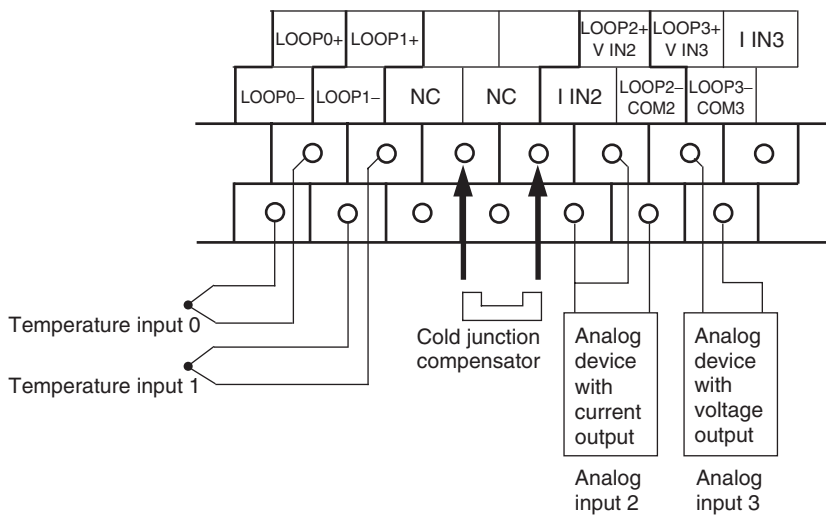 LOOP0+
LOOP1+
LOOP2+
V IN2
LOOP3+
V IN3
I IN3
LOOP0–
LOOP1–
NC
NC
I IN2
LOOP2–
COM2
LOOP3–
COM3
Temperature input 0
Temperature input 1
Cold junction
compensator
Analog
device
with
current
output
Analog
device
with
voltage
output
Analog
input 2
Analog
input 3